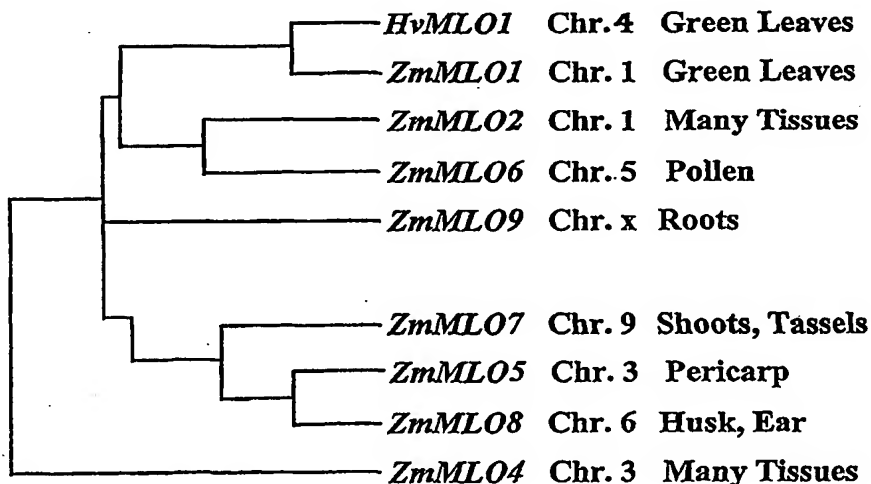 HvMLO1 Chr.4 Green Leaves
ZmMLO1 Chr. 1 Green Leaves
ZmMLO2 Chr. 1 Many Tissues
ZmMLO6 Chr. 5 Pollen
ZmMLO9 Chr. x Roots
ZmMLO7 Chr. 9 Shoots, Tassels
ZmMLO5 Chr. 3 Pericarp
ZmMLO8 Chr. 6 Husk, Ear
ZmMLO4 Chr. 3 Many Tissues